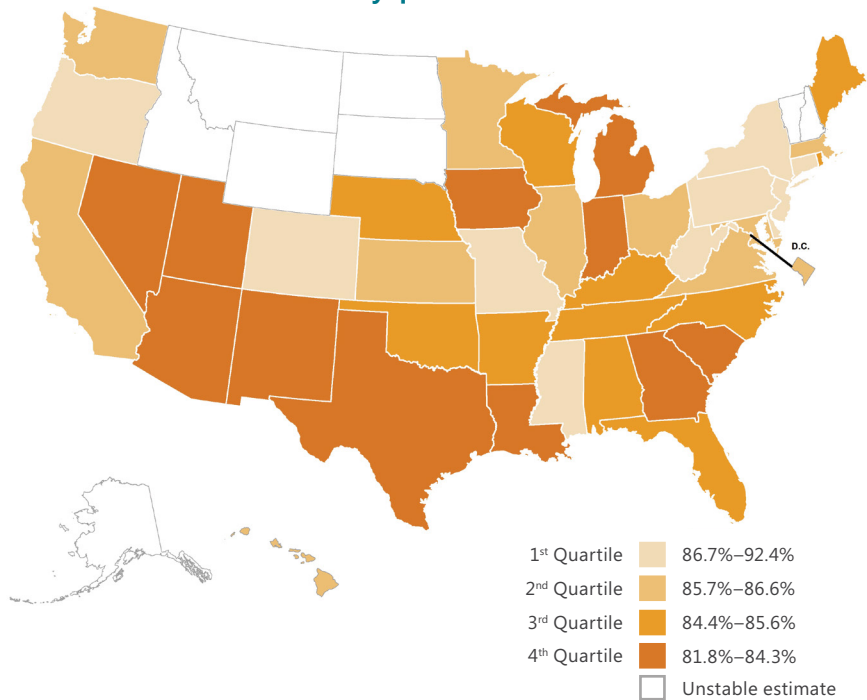 D.C.
1st Quartile 86.7%–92.4%
2nd Quartile 85.7%–86.6%
3rd Quartile 84.4%–85.6%
4th Quartile 81.8%–84.3%
Unstable estimate